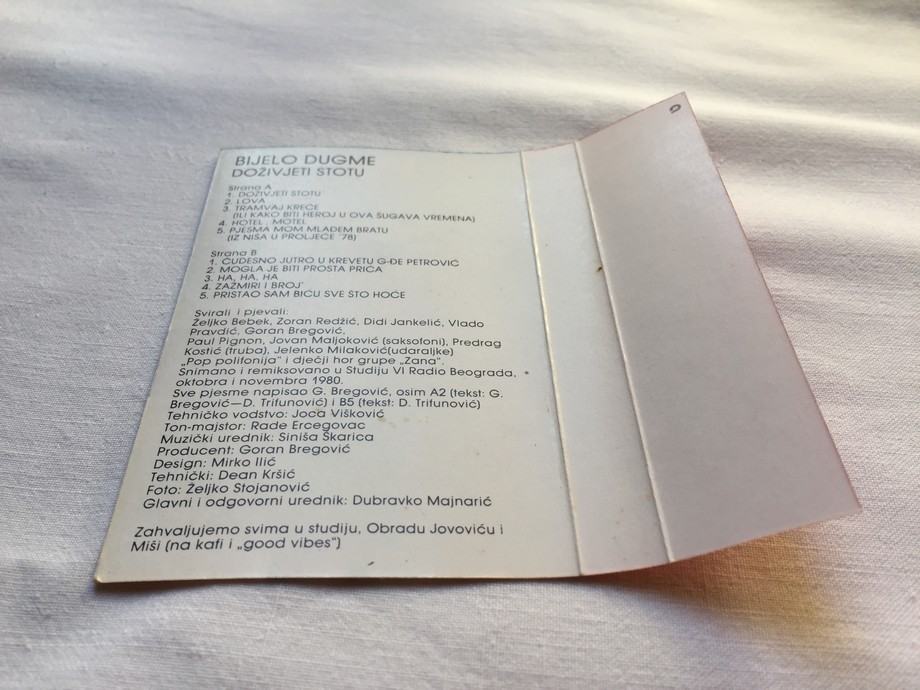 BIJELO DUGME
DOŽIVJETI STOTU
Strana A
1. DOŽIVJETI STOTU
2. LOVA
3. TRAMVAJ KREĆE
(ILI KAKO BITI HEROJ U OVA ŠUGAVA VREMENA)
4. HOTEL, MOTEL
5. PJESMA MOM MLAĐEM BRATU
(IZ NIŠA U PROLJEĆE '78)
Strana B
1. ČUDESNO JUTRO U KREVETU G-ĐE PETROVIĆ
2. MOGLA JE BITI PROSTA PRIČA
3. HA, HA, HA
4. ZAŽMIRI I BROJ'
5. PRISTAO SAM BIĆU SVE ŠTO HOĆE
Svirali i pjevali:
Željko Bebek, Zoran Redžić, Điđi Jankelić, Vlado
Pravdić, Goran Bregović,
Paul Pignon, Jovan Maljoković (saksofoni), Predrag
Kostić (truba), Jelenko Milaković(udaraljke)
„Pop polifonija" i dječji hor grupe „Zana".
Snimano i remiksovano u Studiju VI Radio Beograda,
oktobra i novembra 1980.
Sve pjesme napisao G. Bregović, osim A2 (tekst: G.
Bregović—D. Trifunović) i B5 (tekst: D. Trifunović)
Tehničko vodstvo: Joca Višković
Ton-majstor: Rade Ercegovac
Muzički urednik: Siniša Škarica
Producent: Goran Bregović
Design: Mirko Ilić
Tehnički: Dean Kršić
Foto: Željko Stojanović
Glavni i odgovorni urednik: Dubravko Majnarić
Zahvaljujemo svima u studiju, Obradu Jovoviću i
Miši (na kafi i „good vibes")